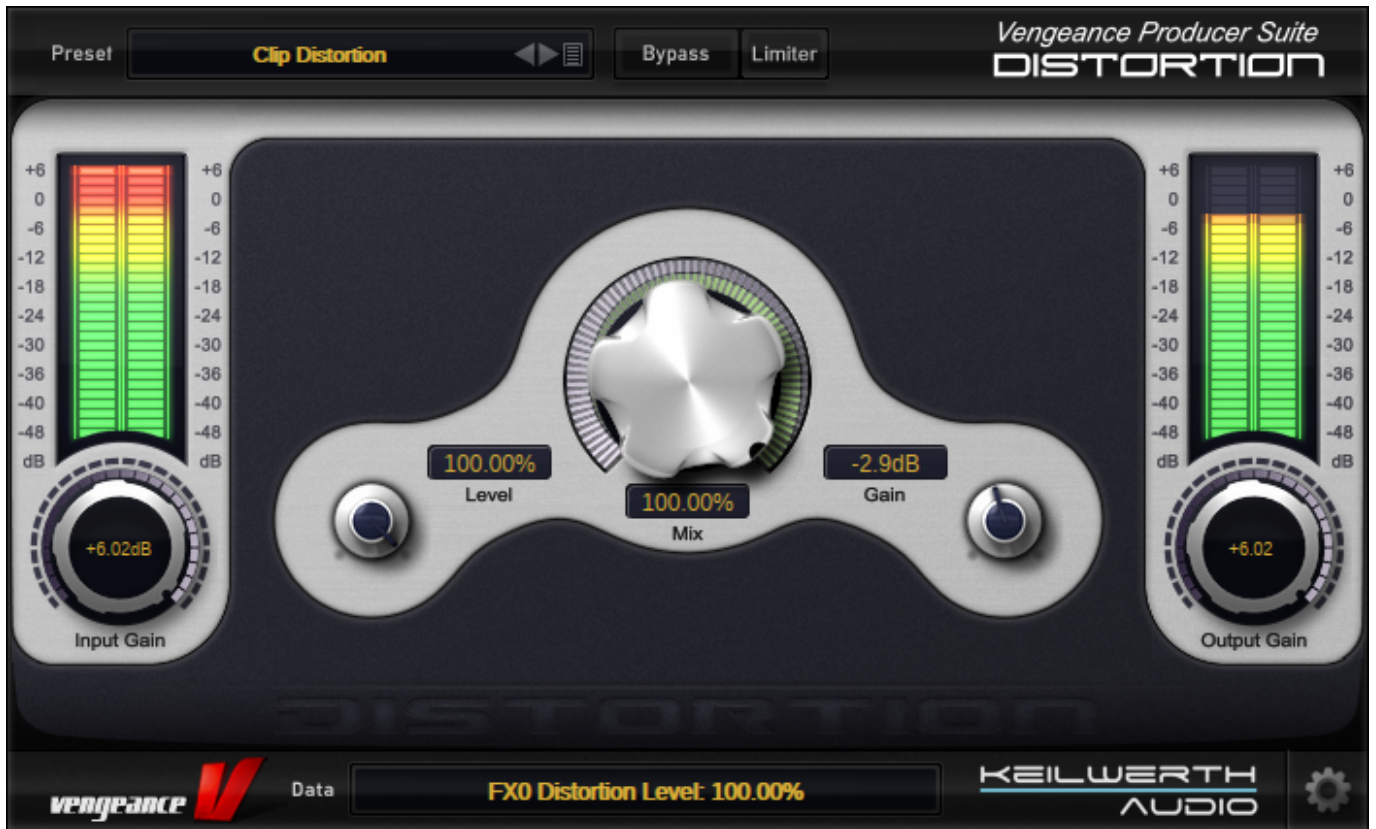 Preset
Clip Distortion
Bypass
Limiter
Vengeance Producer Suite
DISTORTION
+6 +6
0 0
-6 -6
-12 -12
-18 -18
-24 -24
-30 -30
-36 -36
-40 -40
-48 -48
dB dB
+6.02dB
Input Gain
100.00%
Level
100.00%
Mix
-2.9dB
Gain
+6 +6
0 0
-6 -6
-12 -12
-18 -18
-24 -24
-30 -30
-36 -36
-40 -40
-48 -48
dB dB
+6.02
Output Gain
DISTORTION
vengeance V
Data
FX0 Distortion Level: 100.00%
KEILWERTH
AUDIO